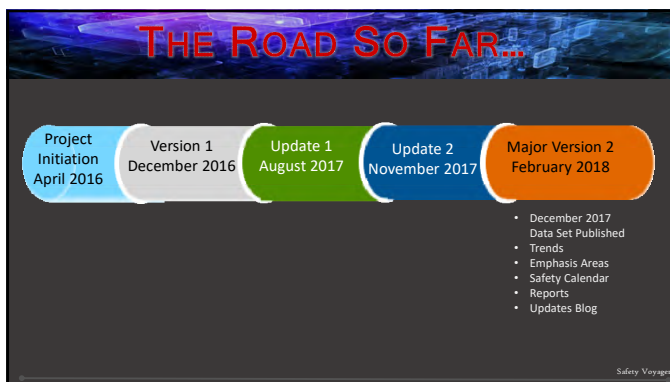 THE ROAD SO FAR...
Project
Initiation
April 2016
Version 1
December 2016
Update 1
August 2017
Update 2
November 2017
Major Version 2
February 2018
• December 2017
Data Set Published
• Trends
• Emphasis Areas
• Safety Calendar
• Reports
• Updates Blog
Safety Voyager